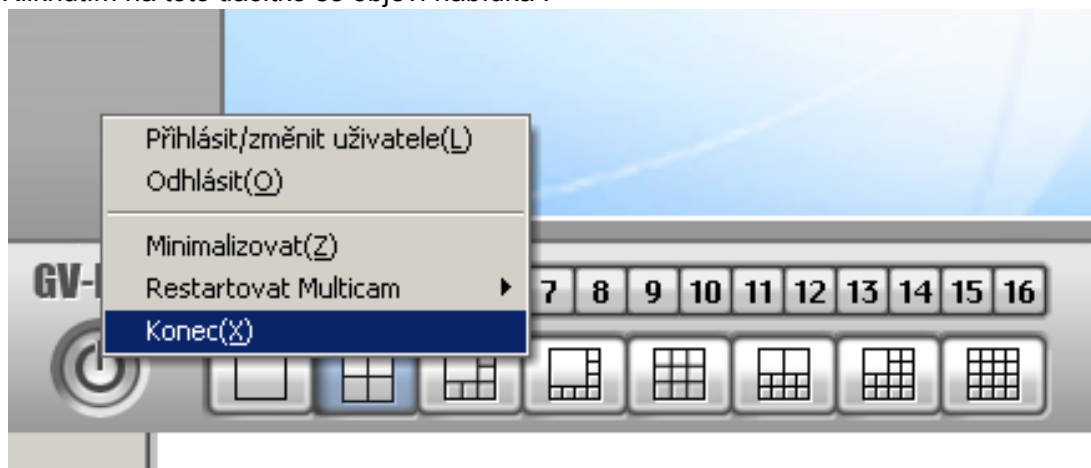 Kliknutím na toto tlačítko se objeví nabídka :
Přihlásit/změnit uživatele(L)
Odhlásit(O)
Minimalizovat(Z)
Restartovat Multicam
Konec(X)
GV-
7 8 9 10 11 12 13 14 15 16